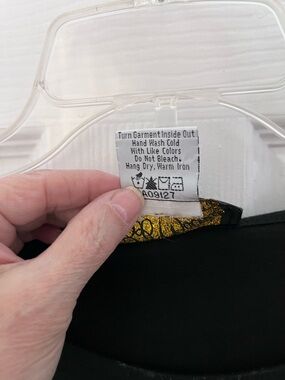 Turn Garment Inside Out
Hand Wash Cold
With Like Colors
Do Not Bleach.
Hang Dry, Warm Iron
A09127